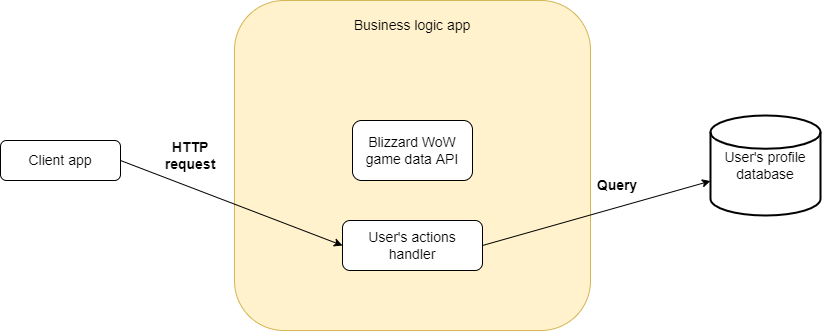 Business logic app
Client app
HTTP
request
Blizzard WoW
game data API
User's actions
handler
Query
User's profile
database